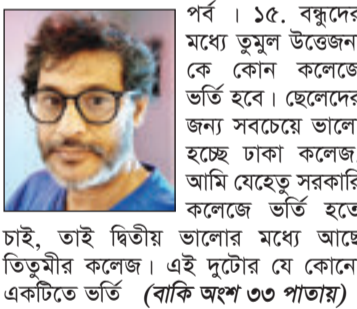 পর্ব । ১৫. বন্ধুদের
মধ্যে তুমুল উত্তেজন
কে কোন কলেজে
ভর্তি হবে। ছেলেদের
জন্য সবচেয়ে ভালো
হচ্ছে ঢাকা কলেজ.
আমি যেহেতু সরকারি
কলেজে ভর্তি হতে
চাই, তাই দ্বিতীয় ভালোর মধ্যে আছে
তিতুমীর কলেজ। এই দুটোর যে কোনো
একটিতে ভর্তি (বাকি অংশ ৩৩ পাতায়)